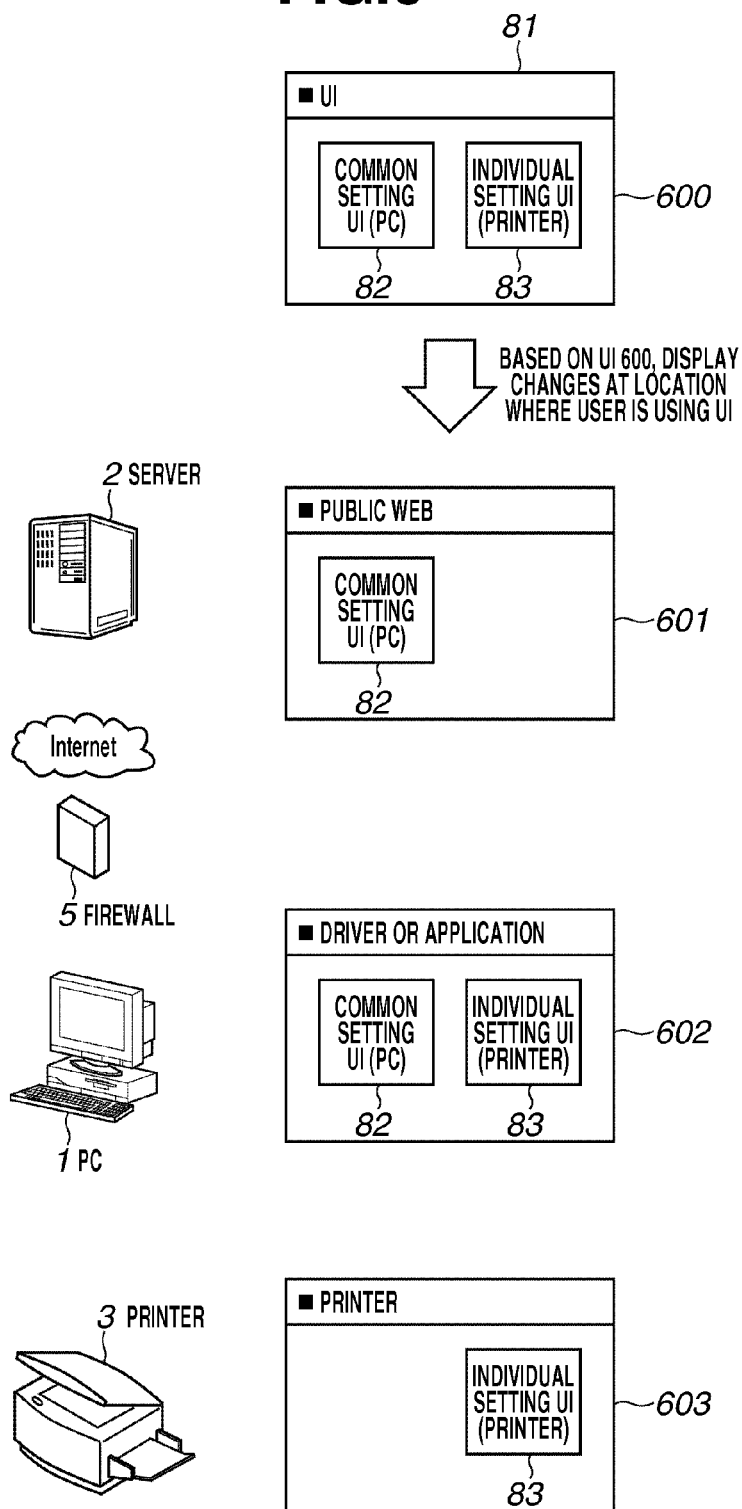 81
■ UI
COMMON
SETTING
UI (PC)
INDIVIDUAL
SETTING UI
(PRINTER)
600
82
83
BASED ON UI 600, DISPLAY
CHANGES AT LOCATION
WHERE USER IS USING UI
2 SERVER
■ PUBLIC WEB
COMMON
SETTING
UI (PC)
601
82
Internet
5 FIREWALL
■ DRIVER OR APPLICATION
COMMON
SETTING
UI (PC)
INDIVIDUAL
SETTING UI
(PRINTER)
602
82
83
1 PC
3 PRINTER
■ PRINTER
INDIVIDUAL
SETTING UI
(PRINTER)
603
83